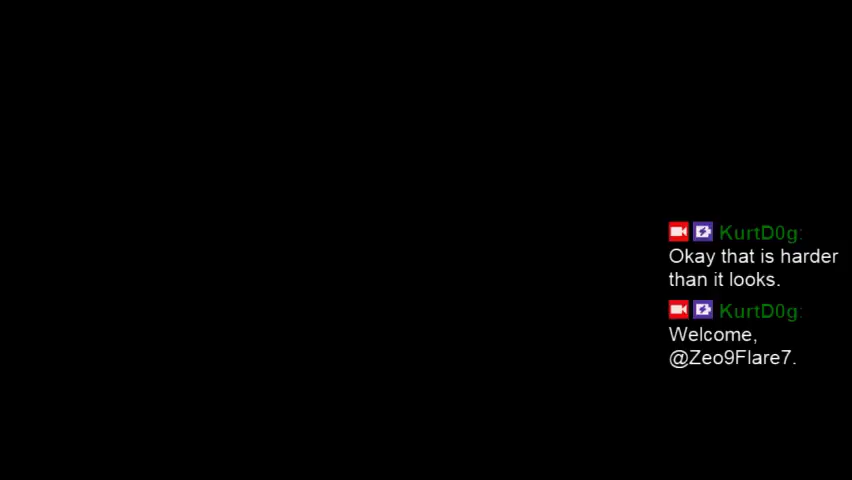 KurtD0g:
Okay that is harder
than it looks.
KurtD0g:
Welcome,
@Zeo9Flare7.